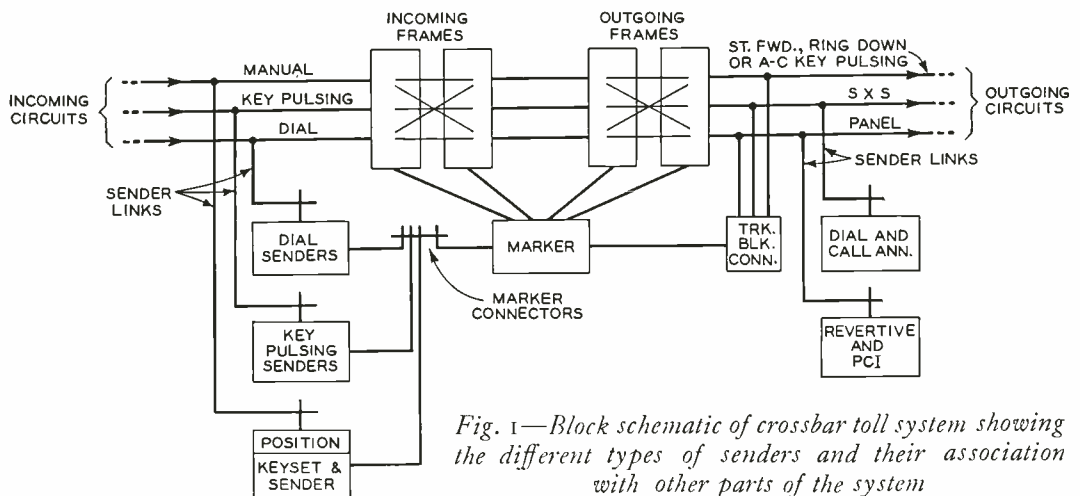 INCOMING
FRAMES
OUTGOING
FRAMES
ST. FWD., RING DOWN
OR A-C KEY PULSING
MANUAL
KEY PULSING
DIAL
S X S
PANEL
INCOMING
CIRCUITS
OUTGOING
CIRCUITS
SENDER
LINKS
SENDER LINKS
DIAL
SENDERS
MARKER
TRK.
BLK.
CONN.
DIAL AND
CALL ANN.
MARKER
CONNECTORS
KEY
PULSING
SENDERS
REVERTIVE
AND
PCI
POSITION
KEYSET &
SENDER
Fig. 1—Block schematic of crossbar toll system showing
the different types of senders and their association
with other parts of the system